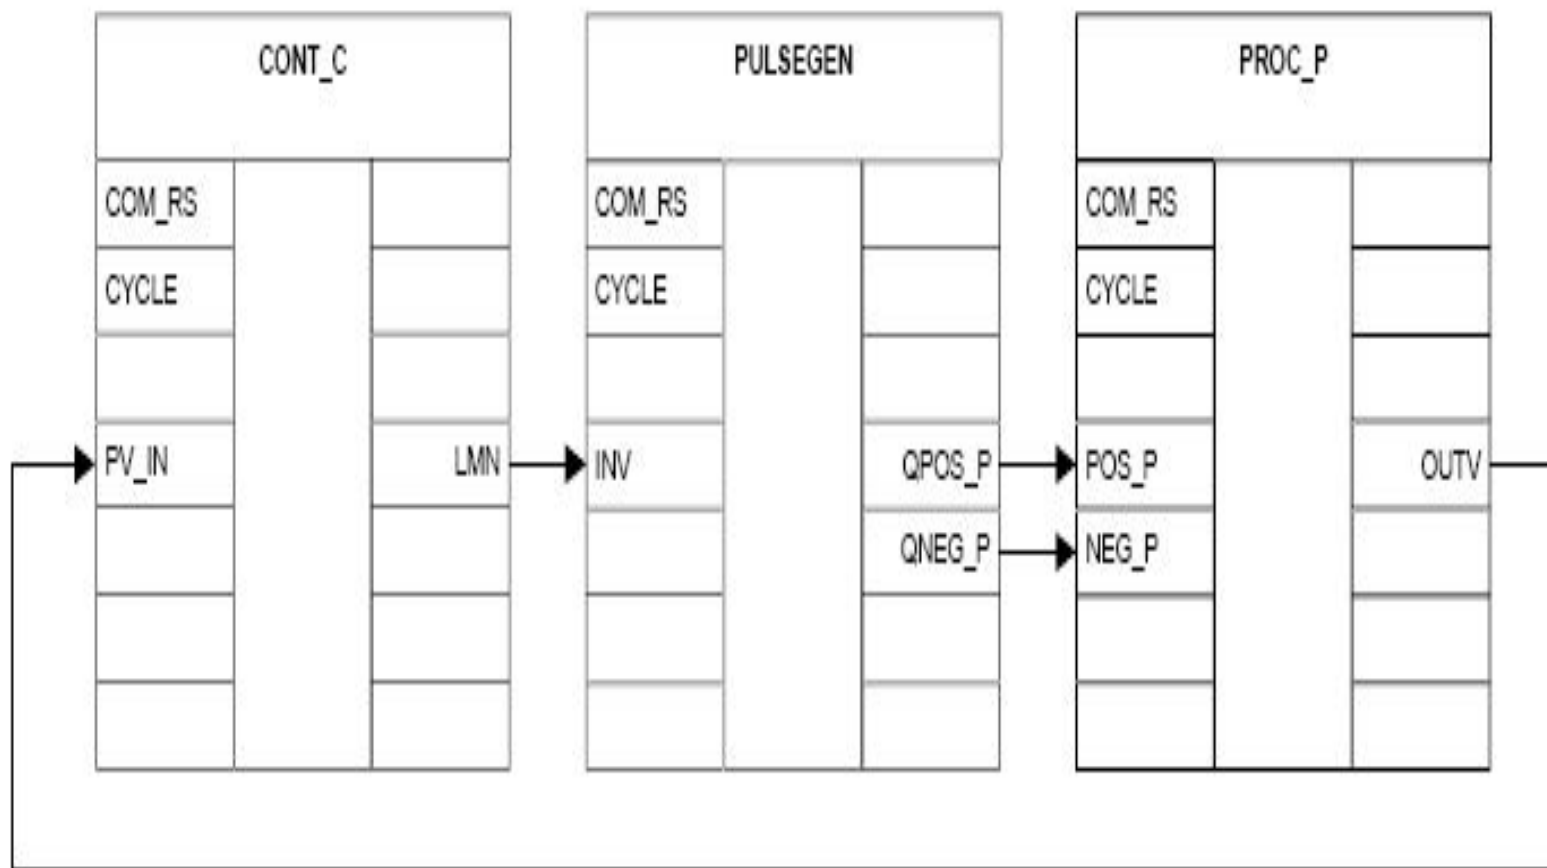 CONT_C
COM_RS
CYCLE
PV_IN
LMN
PULSEGEN
COM_RS
CYCLE
INV
QPOS_P
QNEG_P
PROC_P
COM_RS
CYCLE
POS_P
OUTV
NEG_P